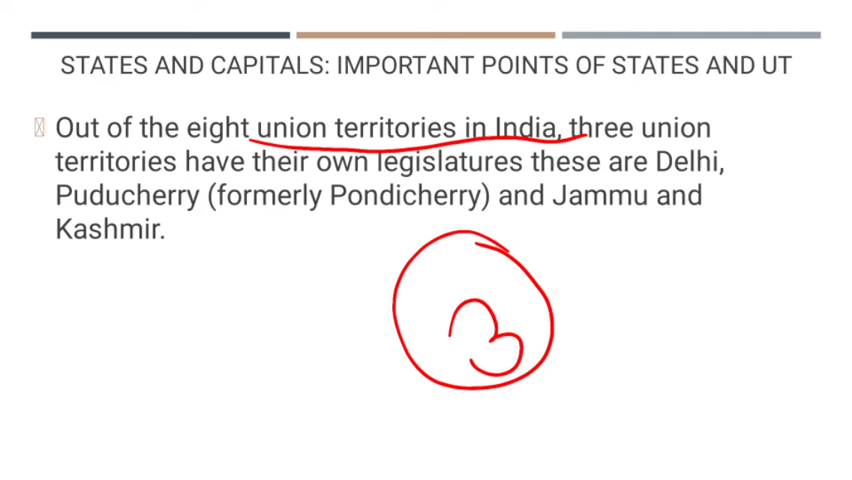 STATES AND CAPITALS: IMPORTANT POINTS OF STATES AND UT
Out of the eight union territories in India, three union
territories have their own legislatures these are Delhi,
Puducherry (formerly Pondicherry) and Jammu and
Kashmir.
3